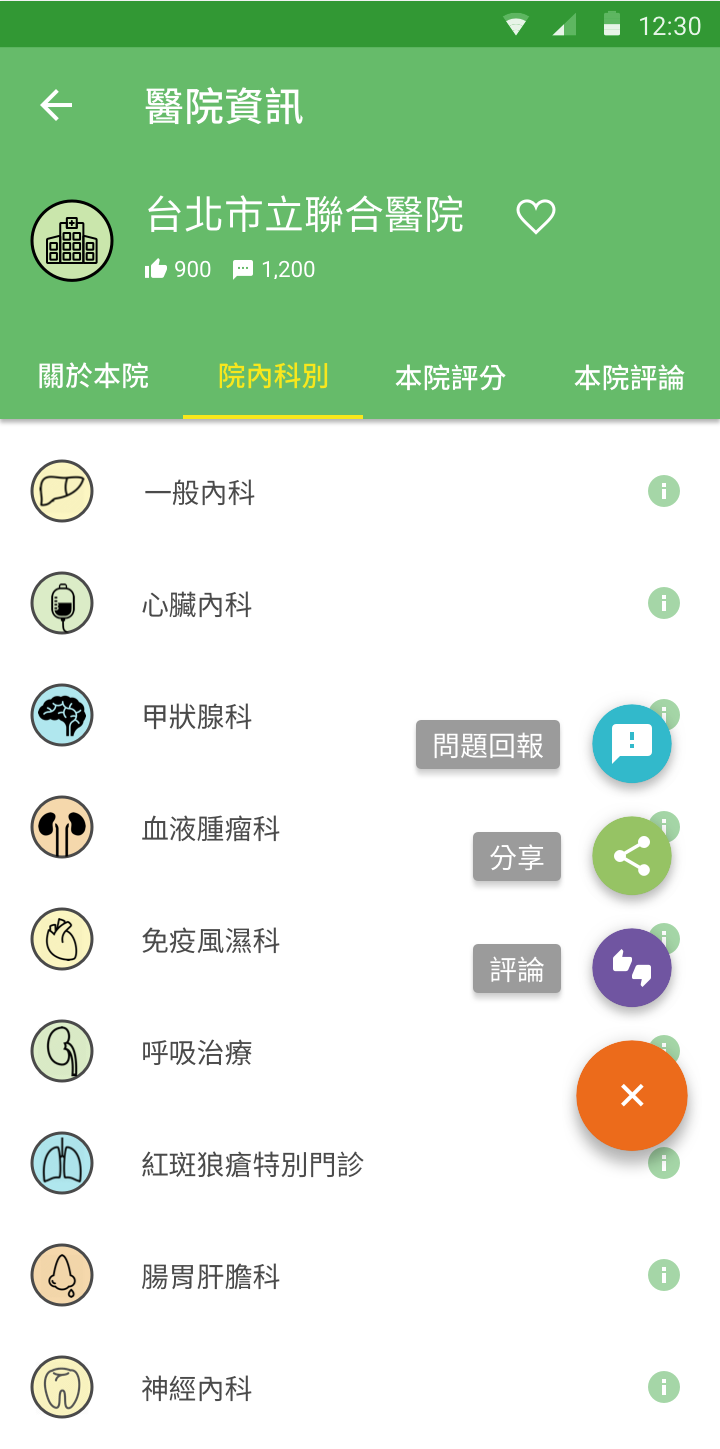 12:30
醫院資訊
台北市立聯合醫院
900 1,200
關於本院 院內科別 本院評分 本院評論
一般內科
心臟內科
甲狀腺科
問題回報
血液腫瘤科
分享
免疫風濕科
評論
呼吸治療
紅斑狼瘡特別門診
腸胃肝膽科
神經內科